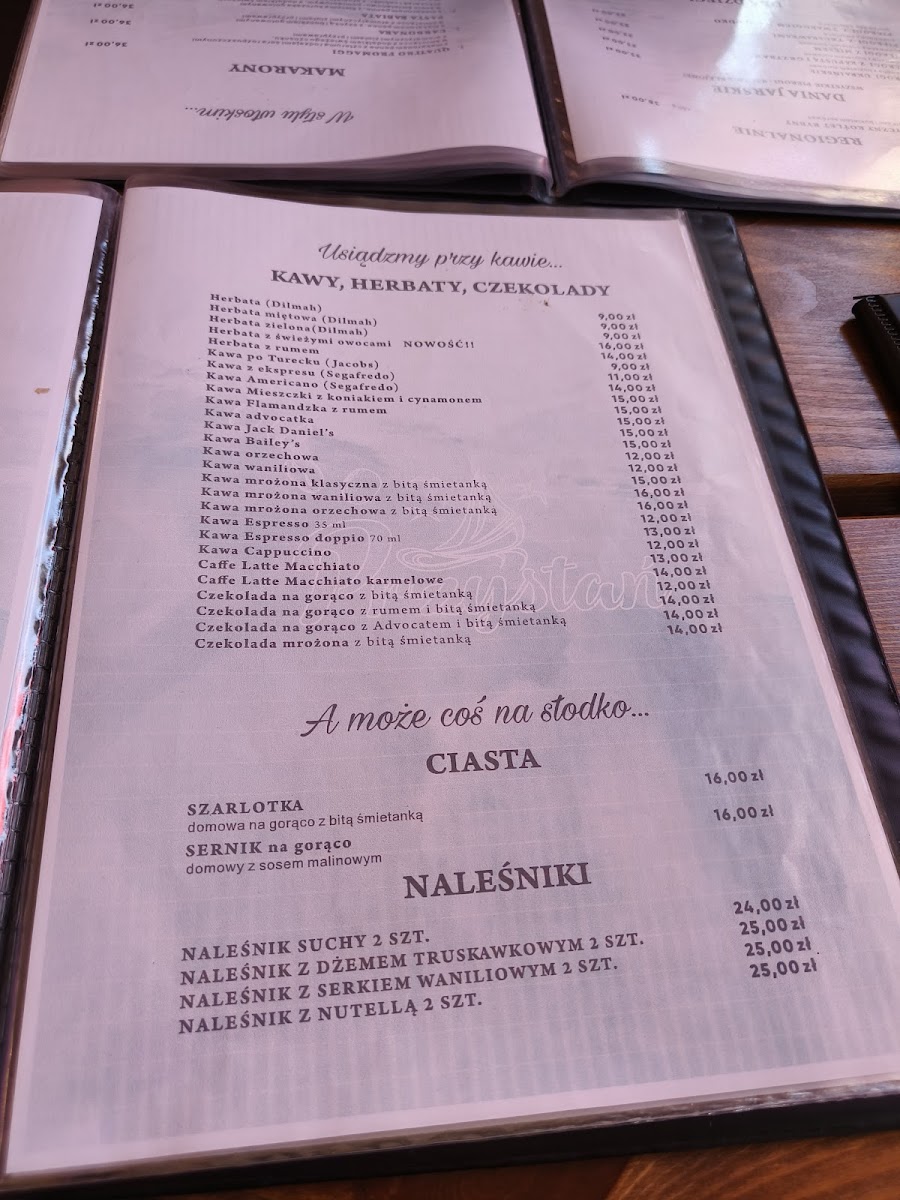 W stylu włoskim...
MAKARONY
QUATTRO FROMAGGI
36,00 zł
CARBONARA
36,00 zł
REGIONALNIE
DANIA JARSKIE
Usiądzmy przy kawie...
KAWY, HERBATY, CZEKOLADY
Herbata (Dilmah) 9,00 zł
Herbata miętowa (Dilmah) 9,00 zł
Herbata zielona(Dilmah) 9,00 zł
Herbata z świeżymi owocami NOWOŚĆ!! 16,00 zł
Herbata z rumem 14,00 zł
Kawa po Turecku (Jacobs) 9,00 zł
Kawa z ekspresu (Segafredo) 11,00 zł
Kawa Americano (Segafredo) 14,00 zł
Kawa Mieszczki z koniakiem i cynamonem 15,00 zł
Kawa Flamandzka z rumem 15,00 zł
Kawa advocatka 15,00 zł
Kawa Jack Daniel's 15,00 zł
Kawa Bailey's 15,00 zł
Kawa orzechowa 12,00 zł
Kawa waniliowa 12,00 zł
Kawa mrożona klasyczna z bitą śmietanką 15,00 zł
Kawa mrożona waniliowa z bitą śmietanką 16,00 zł
Kawa mrożona orzechowa z bitą śmietanką 16,00 zł
Kawa Espresso 35 ml 12,00 zł
Kawa Espresso doppio 70 ml 13,00 zł
Kawa Cappuccino 12,00 zł
Caffe Latte Macchiato 13,00 zł
Caffe Latte Macchiato karmelowe 14,00 zł
Czekolada na gorąco z bitą śmietanką 12,00 zł
Czekolada na gorąco z rumem i bitą śmietanką 14,00 zł
Czekolada na gorąco z Advocatem i bitą śmietanką 14,00 zł
Czekolada mrożona z bitą śmietanką 14,00 zł
Przystań
A może coś na słodko...
CIASTA
SZARLOTKA 16,00 zł
domowa na gorąco z bitą śmietanką
SERNIK na gorąco 16,00 zł
domowy z sosem malinowym
NALEŚNIKI
NALEŚNIK SUCHY 2 SZT. 24,00 zł
NALEŚNIK Z DŻEMEM TRUSKAWKOWYM 2 SZT. 25,00 zł
NALEŚNIK Z SERKIEM WANILIOWYM 2 SZT. 25,00 zł
NALEŚNIK Z NUTELLĄ 2 SZT. 25,00 zł